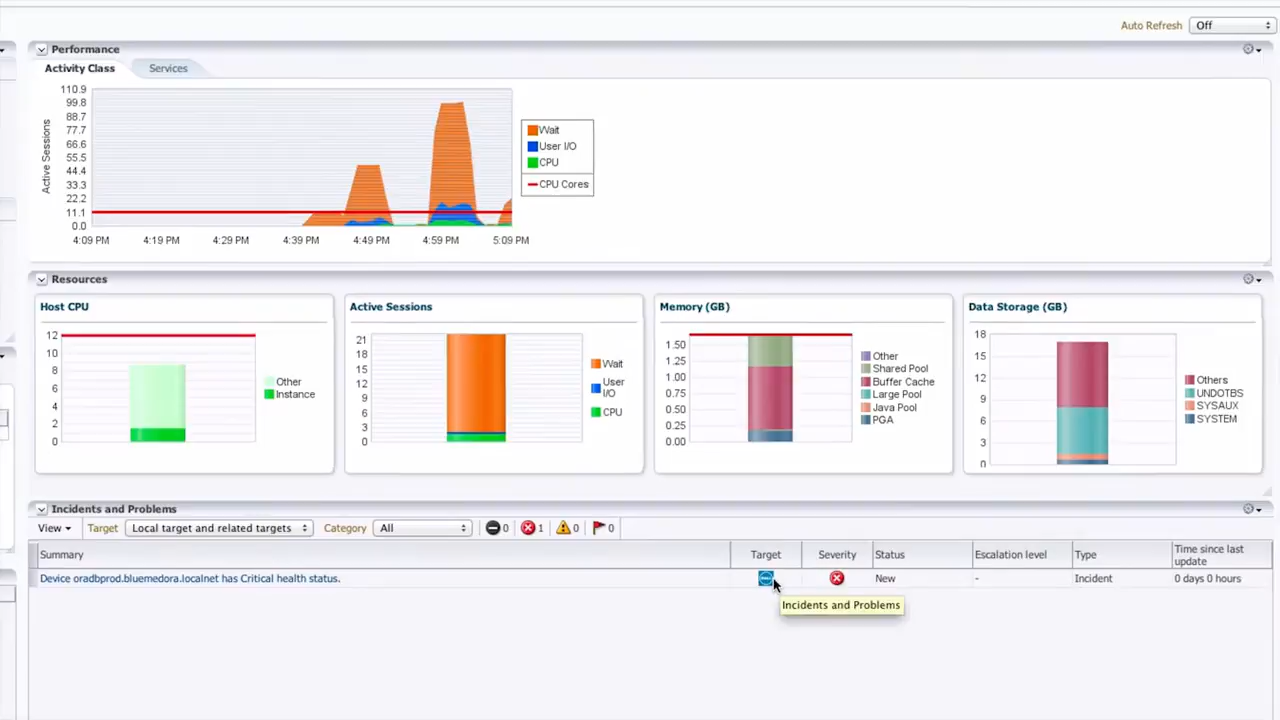 Auto Refresh Off
Performance
Activity Class Services
110.9
99.8
88.7
77.7
66.6
55.5
44.4
33.3
22.2
11.1
0.0
Active Sessions
4:09 PM 4:19 PM 4:29 PM 4:39 PM 4:49 PM 4:59 PM 5:09 PM
Wait
User I/O
CPU
CPU Cores
Resources
Host CPU
12
10
8
6
4
2
0
Other
Instance
Active Sessions
21
18
15
12
9
6
3
0
Wait
User
I/O
CPU
Memory (GB)
1.50
1.25
1.00
0.75
0.50
0.25
0.00
Other
Shared Pool
Buffer Cache
Large Pool
Java Pool
PGA
Data Storage (GB)
18
15
12
9
6
3
0
Others
UNDOTBS
SYSAUX
SYSTEM
Incidents and Problems
View Target Local target and related targets Category All 0 1 0 0
Summary Target Severity Status Escalation level Type Time since last
update
Device oradbprod.bluemedora.localnet has Critical health status. New - Incident 0 days 0 hours
Incidents and Problems